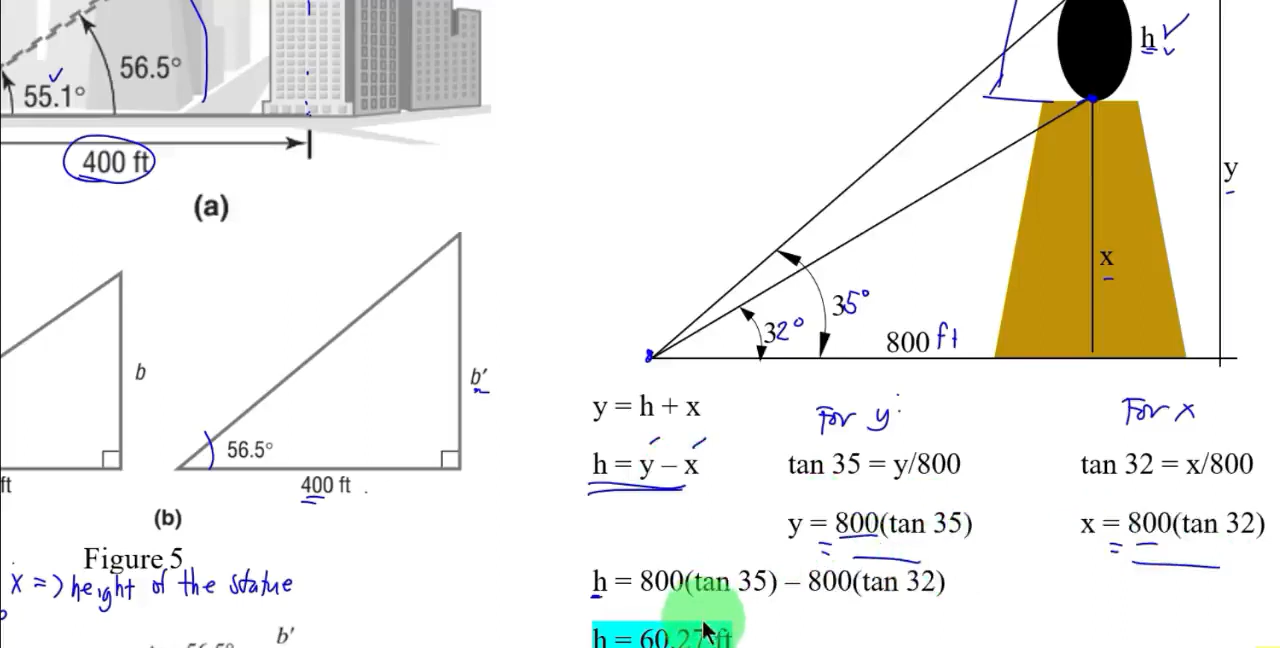 56.5°
55.1°
400 ft
(a)
b
b′
56.5°
ft
400 ft
(b)
Figure 5
x => height of the statue
b′
h
y
x
35°
32°
800 ft
y = h + x
For y:
For x
h = y – x
tan 35 = y/800
tan 32 = x/800
y = 800(tan 35)
x = 800(tan 32)
h = 800(tan 35) – 800(tan 32)
h = 60.27 ft